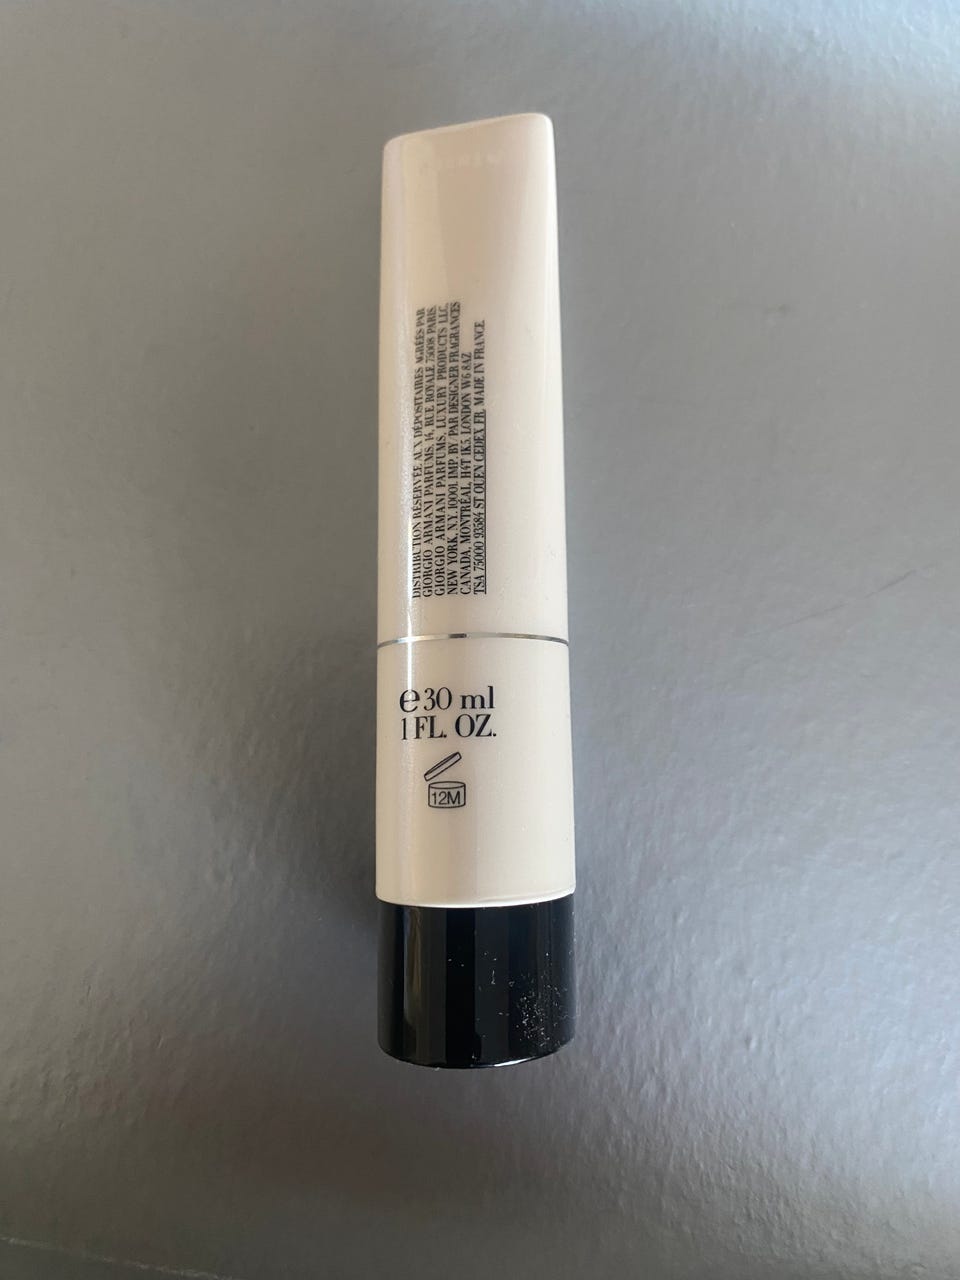 DISTRIBUTION RÉSERVÉE AUX DÉPOSITAIRES AGRÉÉS PAR
GIORGIO ARMANI PARFUMS, 14, RUE ROYALE 75008 PARIS.
GIORGIO ARMANI PARFUMS, LUXURY PRODUCTS LLC,
NEW YORK, N.Y. 10001. IMP. BY/PAR DESIGNER FRAGRANCES
CANADA, MONTRÉAL, H4T 1K5. LONDON W6 8AZ
TSA 75000 93584 ST OUEN CEDEX FR. MADE IN FRANCE.
e 30 ml
1 FL. OZ.
12M